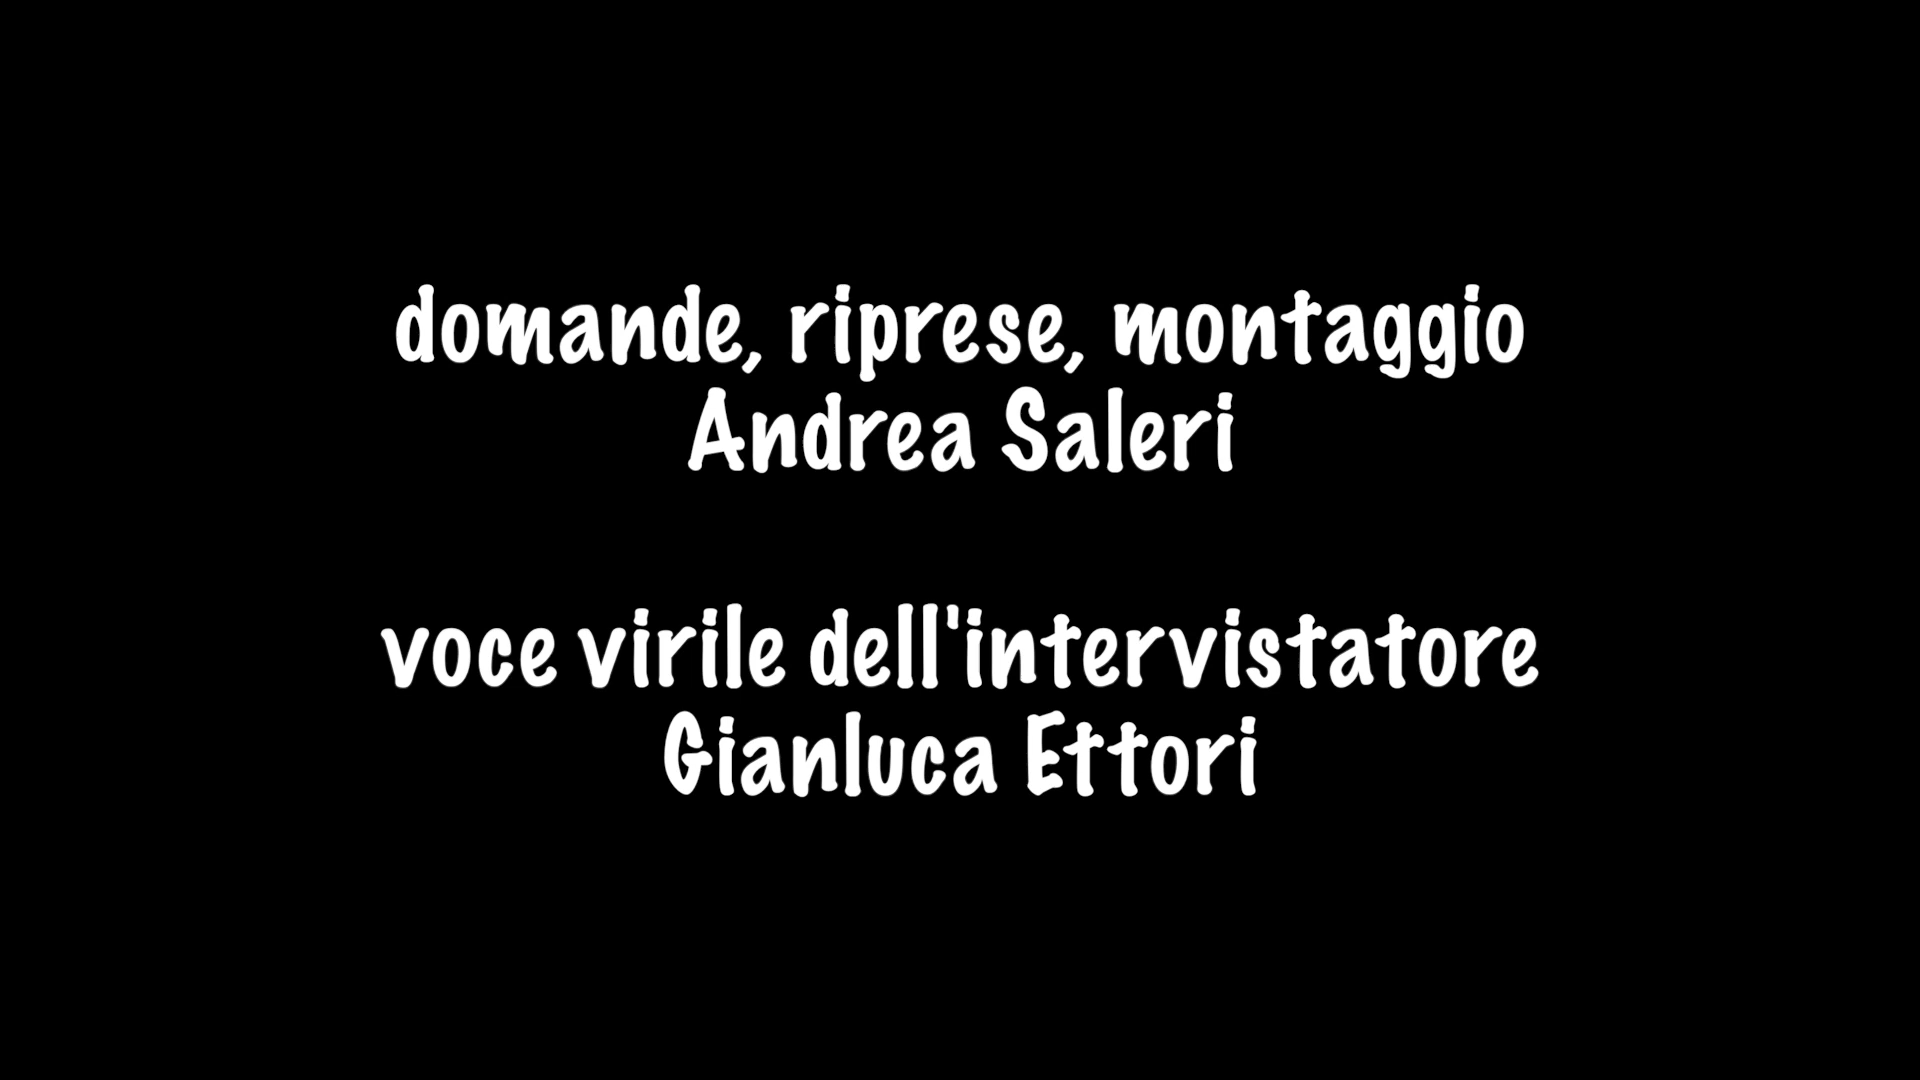 domande, riprese, montaggio
Andrea Saleri
voce virile dell'intervistatore
Gianluca Ettori